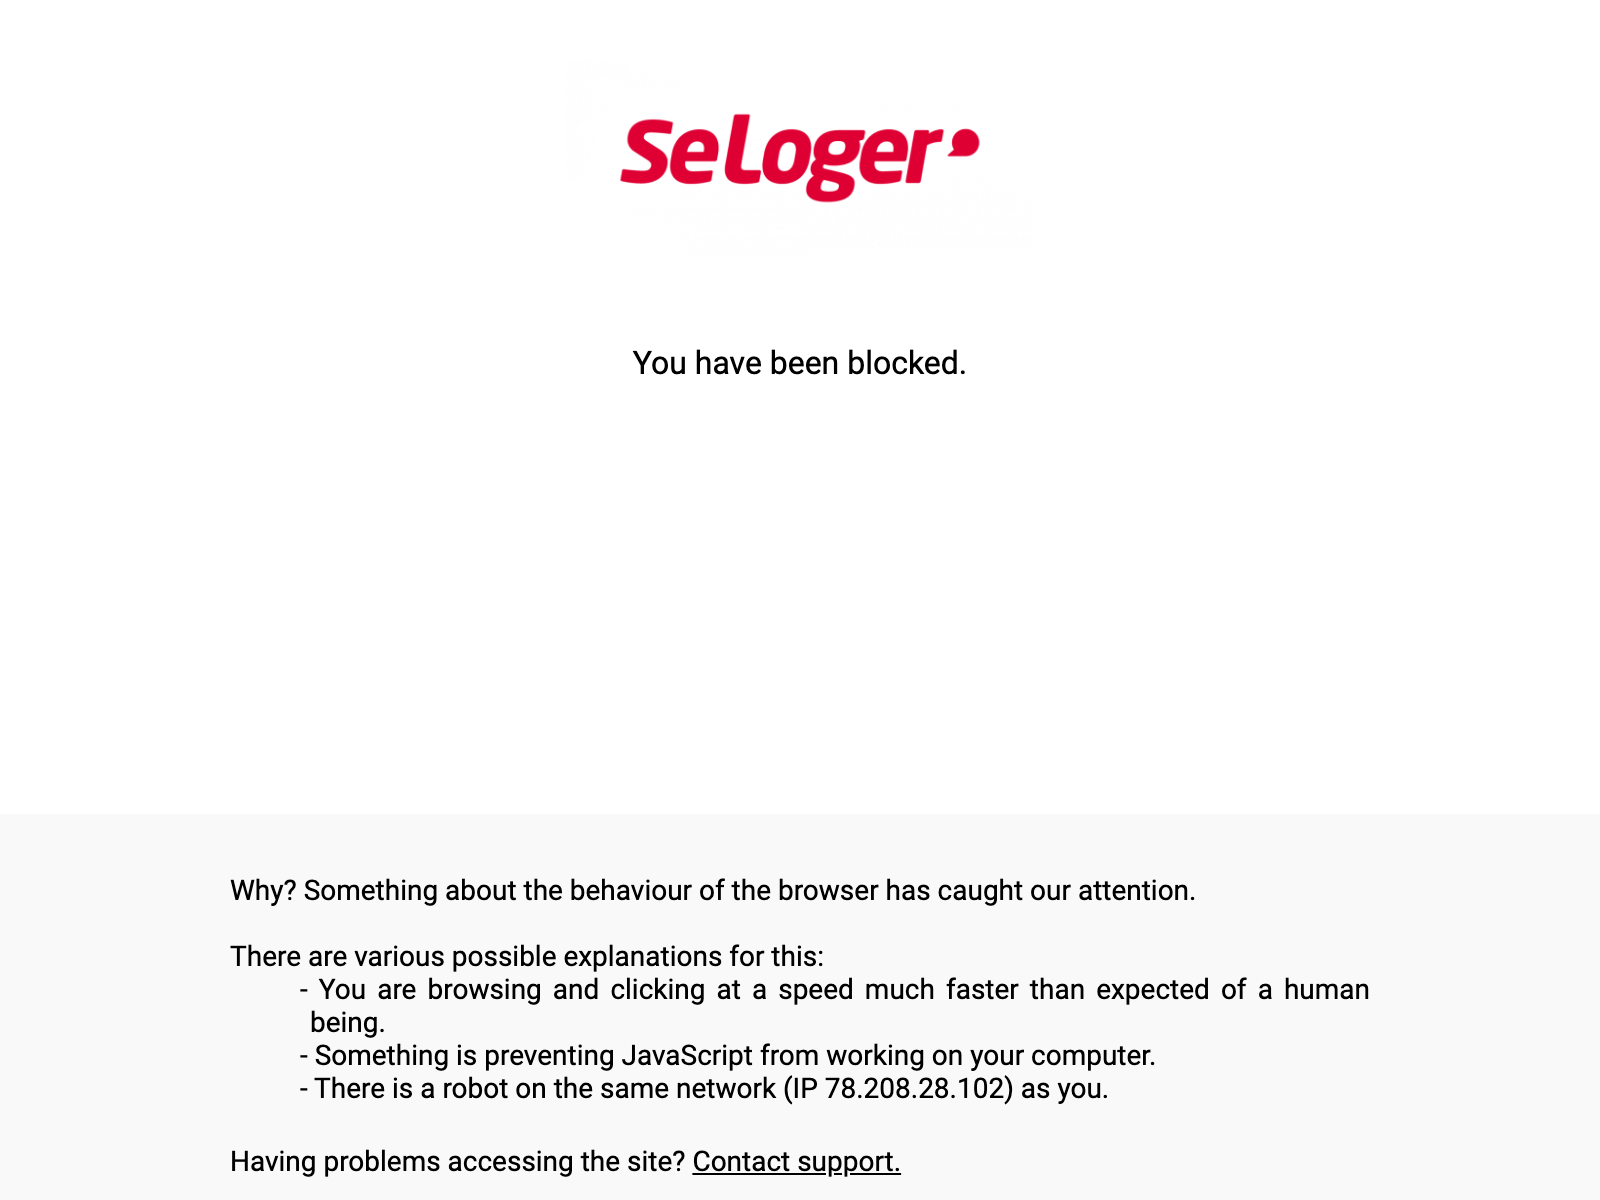 SeLoger
You have been blocked.
Why? Something about the behaviour of the browser has caught our attention.
There are various possible explanations for this:
- You are browsing and clicking at a speed much faster than expected of a human
being.
- Something is preventing JavaScript from working on your computer.
- There is a robot on the same network (IP 78.208.28.102) as you.
Having problems accessing the site? Contact support.